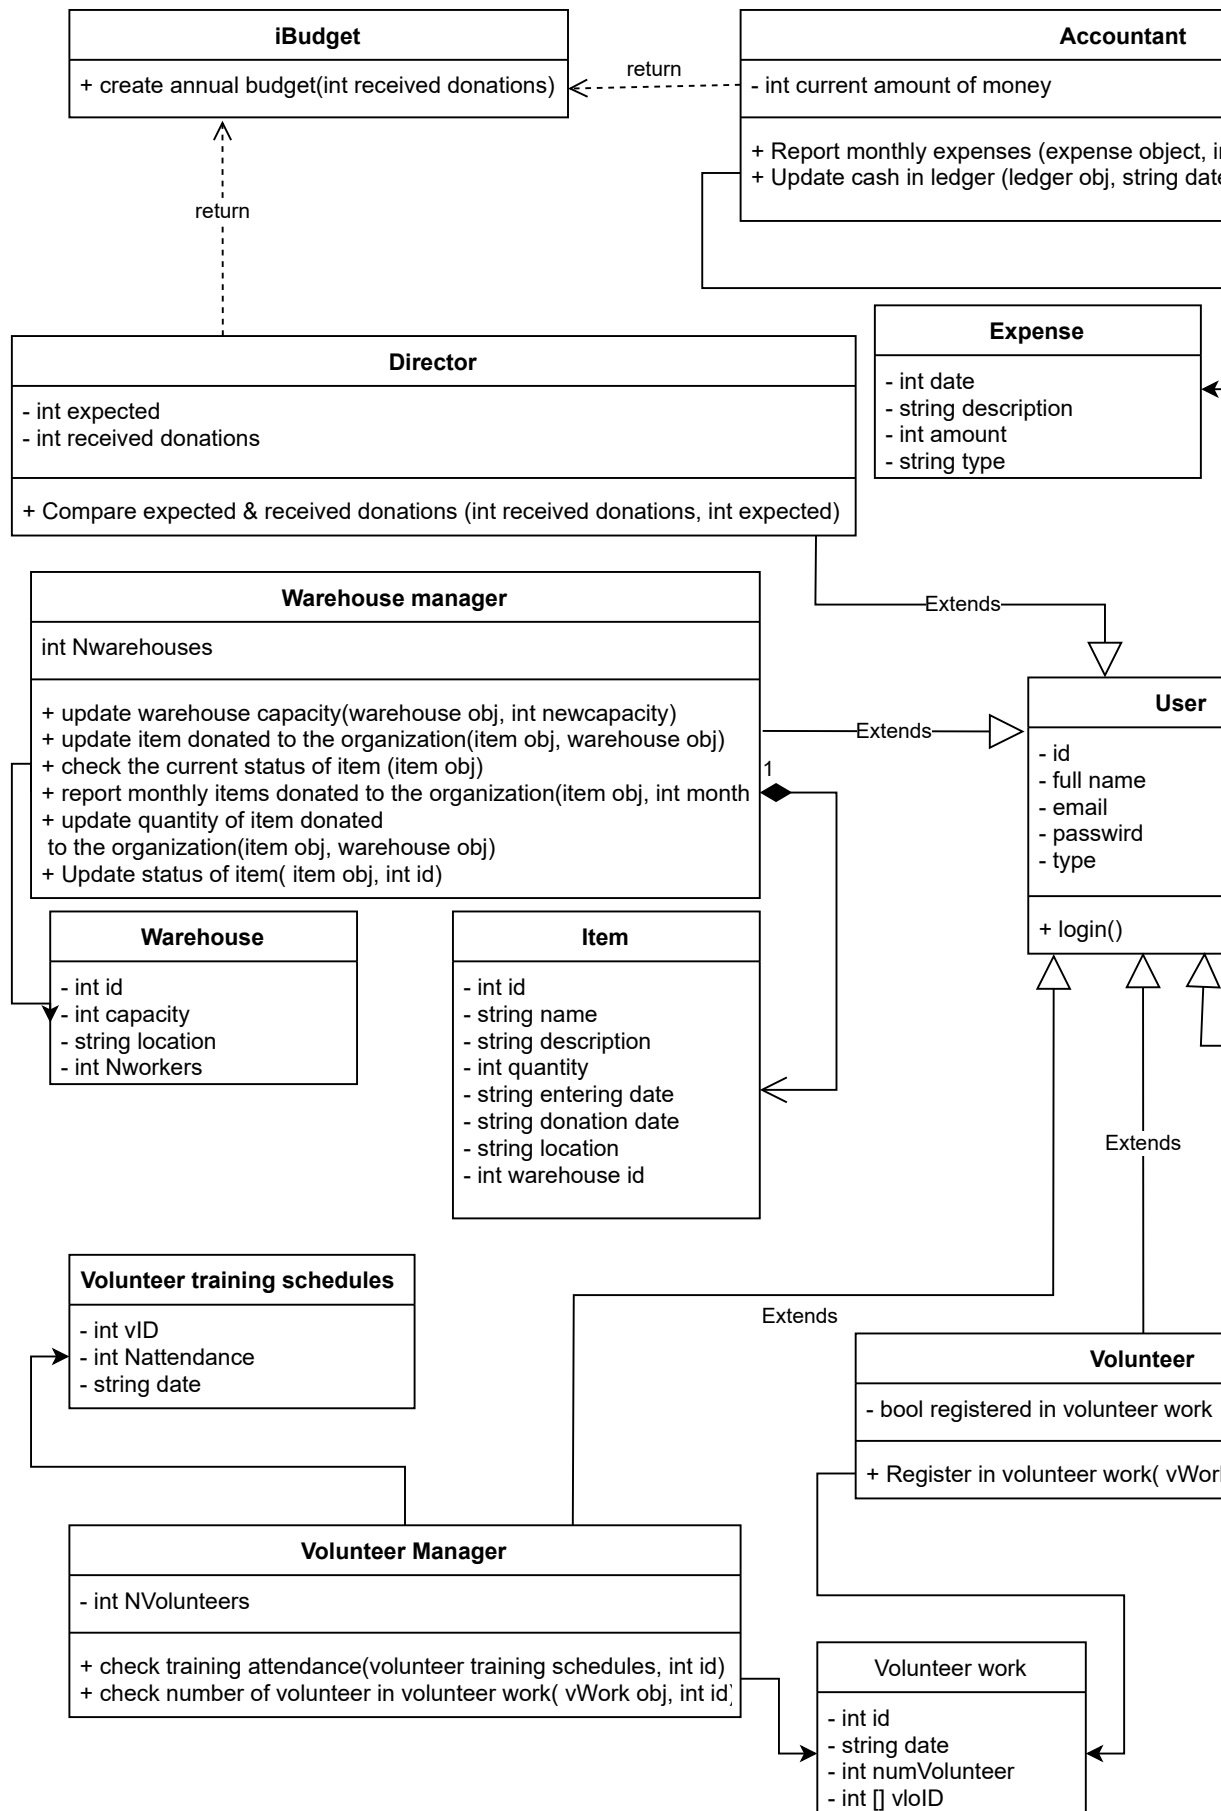 iBudget
+ create annual budget(int received donations)
return
Accountant
- int current amount of money
+ Report monthly expenses (expense object,
+ Update cash in ledger (ledger obj, string date
return
Expense
- int date
- string description
- int amount
- string type
Director
- int expected
- int received donations
+ Compare expected & received donations (int received donations, int expected)
Extends
Warehouse manager
int Nwarehouses
+ update warehouse capacity(warehouse obj, int newcapacity)
+ update item donated to the organization(item obj, warehouse obj)
+ check the current status of item (item obj)
+ report monthly items donated to the organization(item obj, int month
+ update quantity of item donated
to the organization(item obj, warehouse obj)
+ Update status of item( item obj, int id)
Extends
1
User
- id
- full name
- email
- passwird
- type
+ login()
Warehouse
- int id
- int capacity
- string location
- int Nworkers
Item
- int id
- string name
- string description
- int quantity
- string entering date
- string donation date
- string location
- int warehouse id
Extends
Volunteer training schedules
- int vID
- int Nattendance
- string date
Extends
Volunteer
- bool registered in volunteer work
+ Register in volunteer work( vWork
Volunteer Manager
- int NVolunteers
+ check training attendance(volunteer training schedules, int id)
+ check number of volunteer in volunteer work( vWork obj, int id)
Volunteer work
- int id
- string date
- int numVolunteer
- int [] vloID